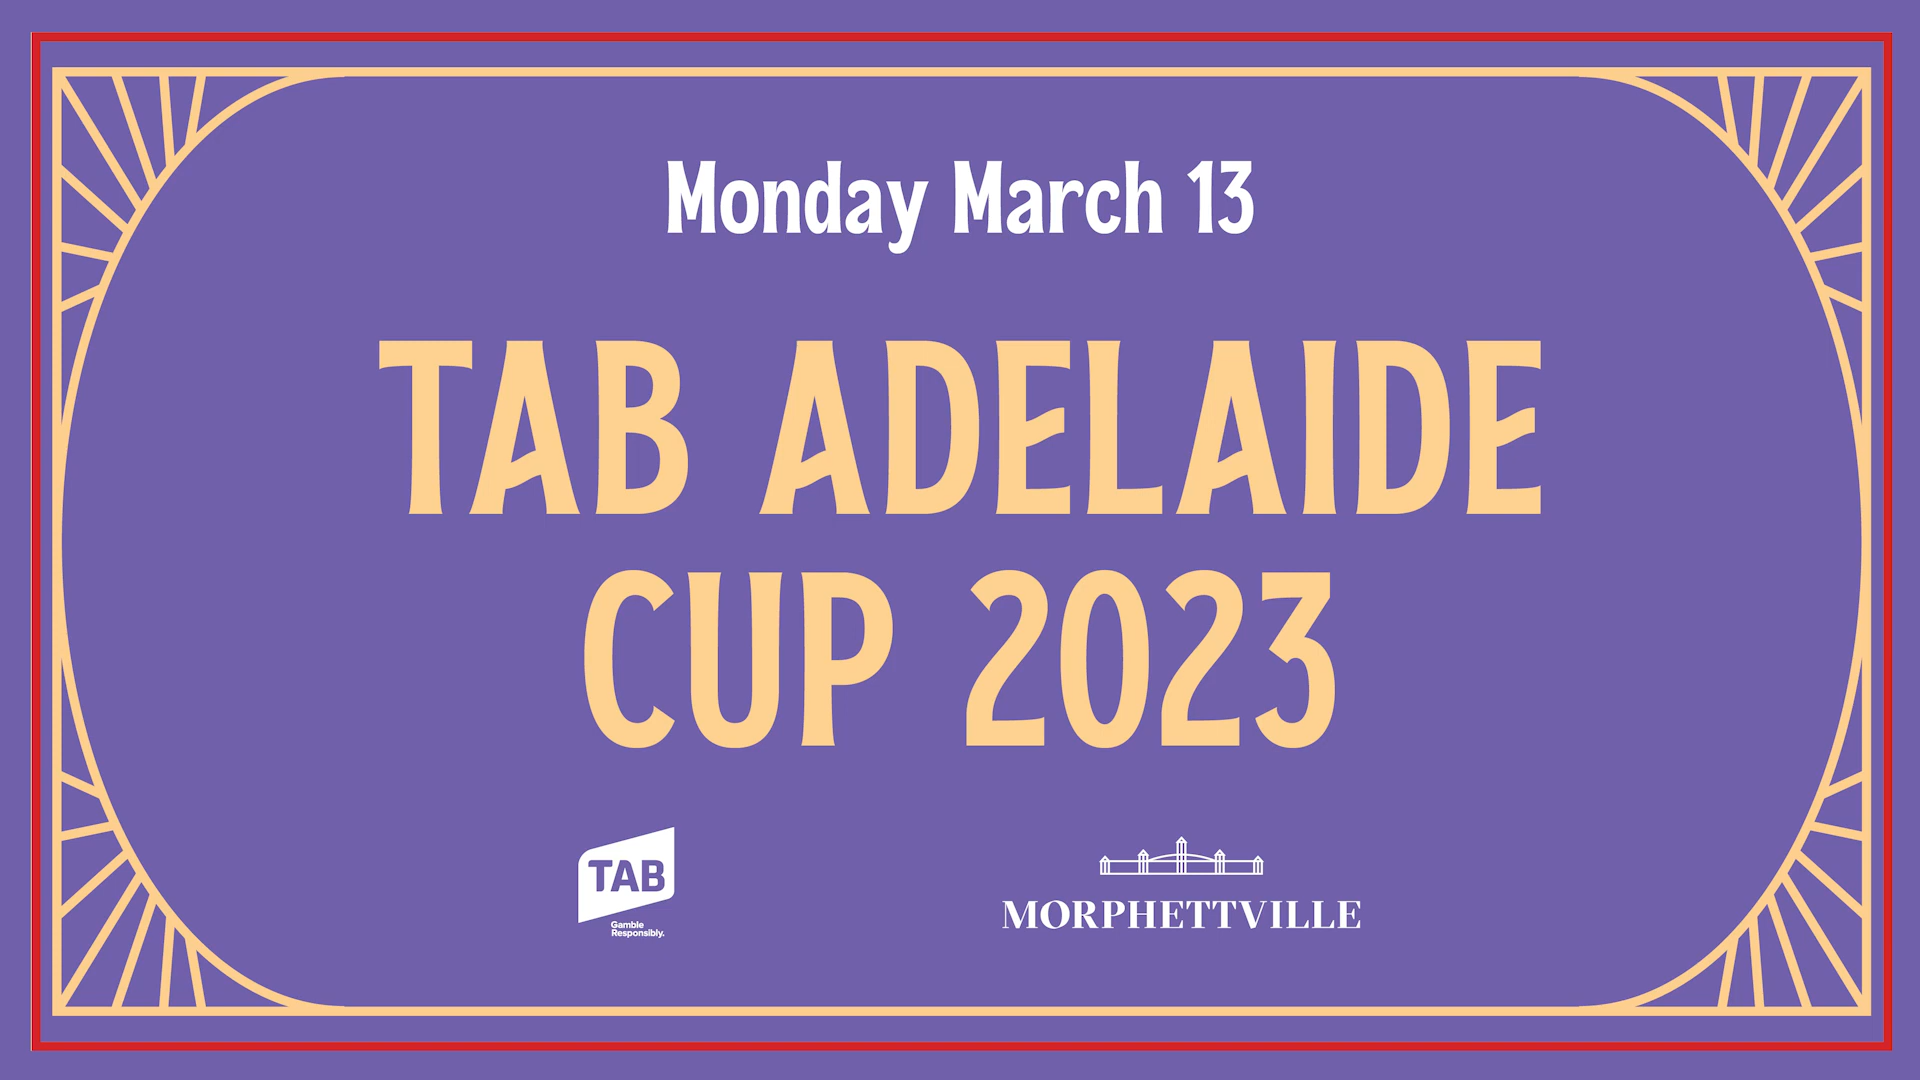 Monday March 13
TAB ADELAIDE
CUP 2023
TAB
Gamble
Responsibly.
MORPHETTVILLE